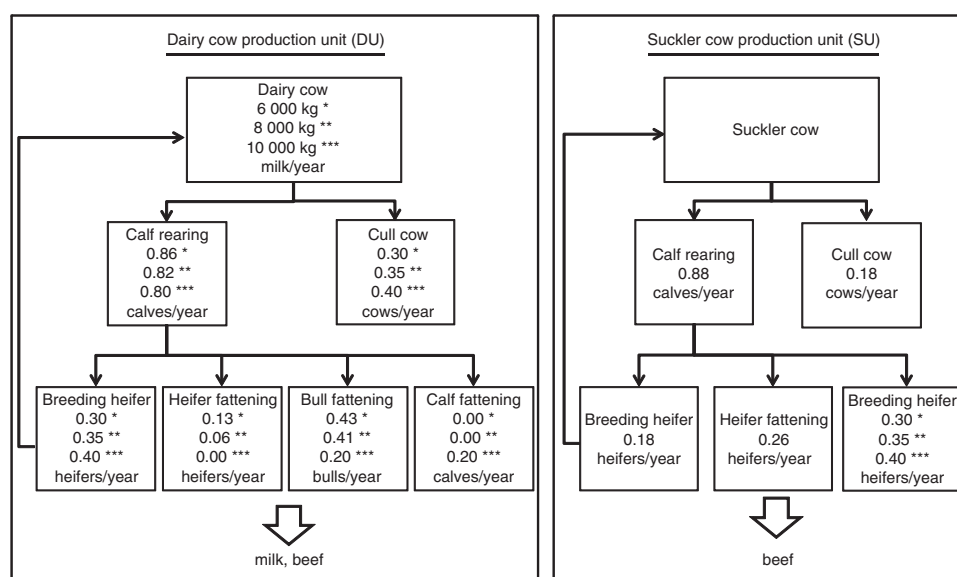 Dairy cow production unit (DU)
Dairy cow
6 000 kg *
8 000 kg **
10 000 kg ***
milk/year
Calf rearing
0.86 *
0.82 **
0.80 ***
calves/year
Cull cow
0.30 *
0.35 **
0.40 ***
cows/year
Breeding heifer
0.30 *
0.35 **
0.40 ***
heifers/year
Heifer fattening
0.13 *
0.06 **
0.00 ***
heifers/year
Bull fattening
0.43 *
0.41 **
0.20 ***
bulls/year
Calf fattening
0.00 *
0.00 **
0.20 ***
calves/year
milk, beef
Suckler cow production unit (SU)
Suckler cow
Calf rearing
0.88
calves/year
Cull cow
0.18
cows/year
Breeding heifer
0.18
heifers/year
Heifer fattening
0.26
heifers/year
Breeding heifer
0.30 *
0.35 **
0.40 ***
heifers/year
beef